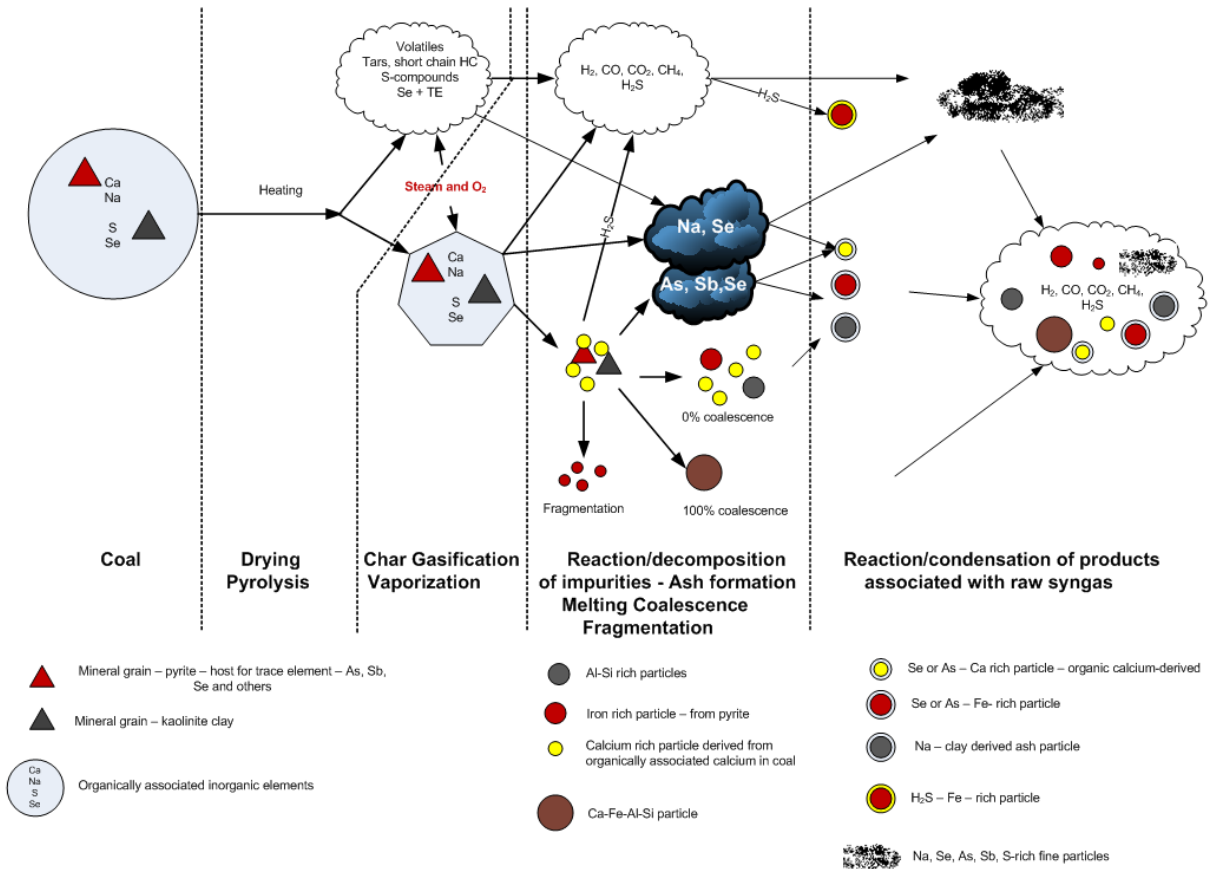 Volatiles
Tars, short chain HC
S-compounds
Se + TE
H₂, CO, CO₂, CH₄,
H₂S
H₂S
Ca
Na
S
Se
Heating
Steam and O₂
Ca
Na
S
Se
H₂S
Na, Se
As, Sb,Se
H₂, CO, CO₂, CH₄,
H₂S
0% coalescence
Fragmentation
100% coalescence
Coal
Drying
Pyrolysis
Char Gasification
Vaporization
Reaction/decomposition
of impurities - Ash formation
Melting Coalescence
Fragmentation
Reaction/condensation of products
associated with raw syngas
Mineral grain – pyrite – host for trace element – As, Sb,
Se and others
Mineral grain – kaolinite clay
Ca
Na
S
Se
Organically associated inorganic elements
Al-Si rich particles
Iron rich particle – from pyrite
Calcium rich particle derived from
organically associated calcium in coal
Ca-Fe-Al-Si particle
Se or As – Ca rich particle – organic calcium-derived
Se or As – Fe- rich particle
Na – clay derived ash particle
H₂S – Fe – rich particle
Na, Se, As, Sb, S-rich fine particles